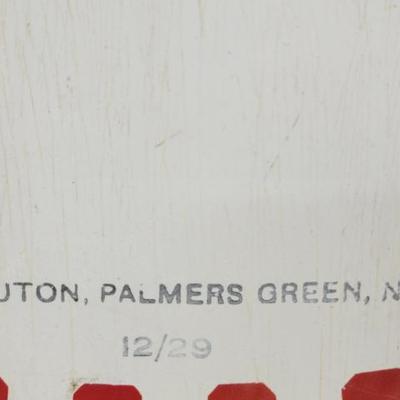 UTON, PALMERS GREEN, N
12/29